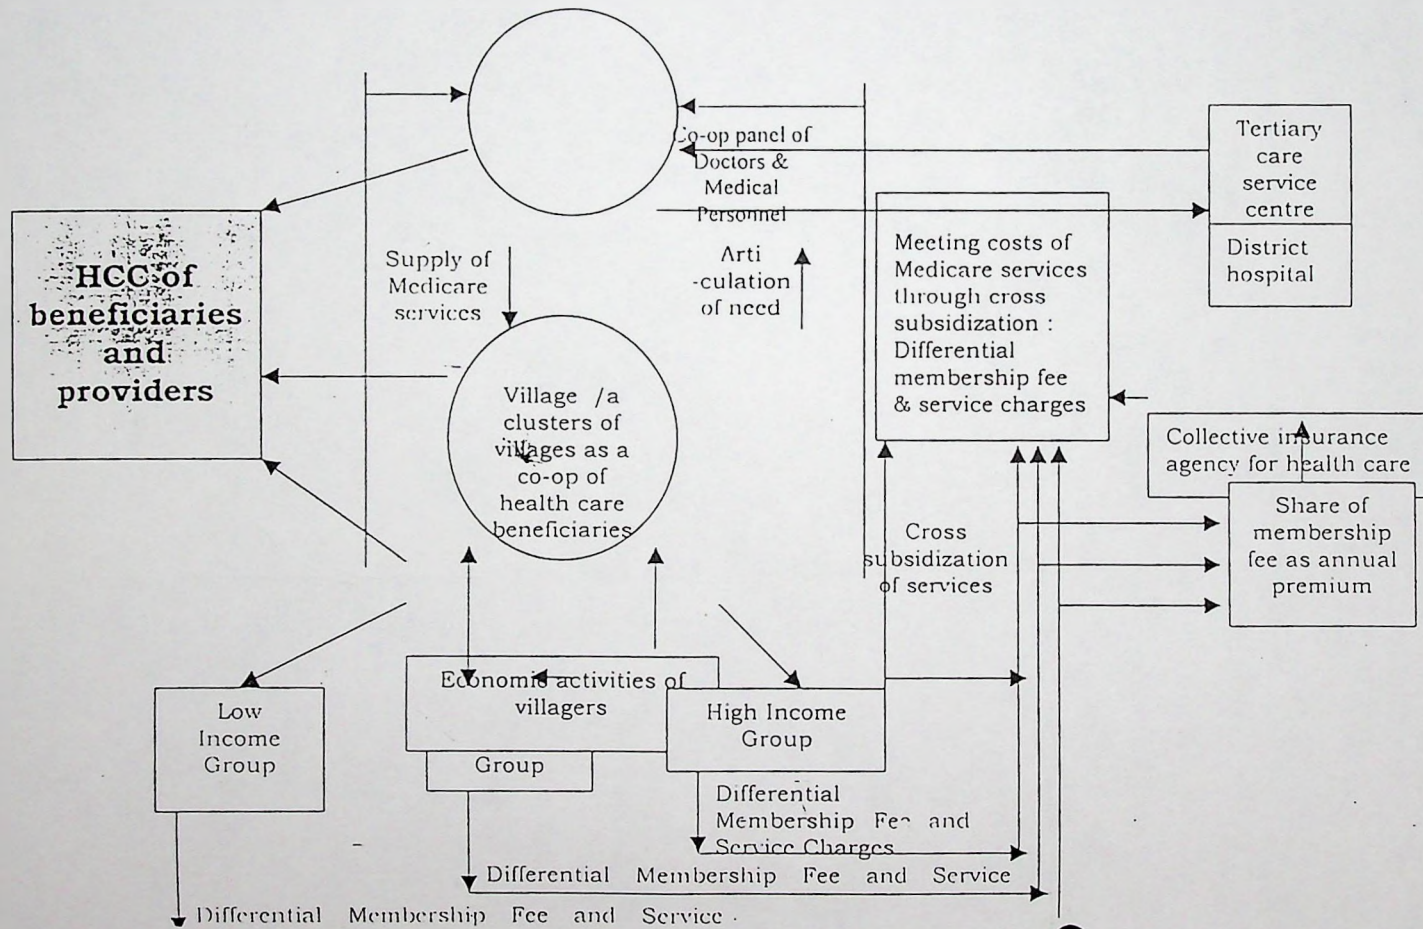 Co-op panel of
Doctors &
Medical
Personnel
Tertiary
care
service
centre
District
hospital
HCC of
beneficiaries
and
providers
Supply of
Medicare
services
Arti
-culation
of need
Meeting costs of
Medicare services
through cross
subsidization :
Differential
membership fee
& service charges
Village /a
clusters of
villages as a
co-op of
health care
beneficiaries
Collective insurance
agency for health care
Share of
membership
fee as annual
premium
Cross
subsidization
of services
Low
Income
Group
Economic activities of
villagers
Group
High Income
Group
Differential
Membership Fee and
Service Charges
Differential Membership Fee and Service
Differential Membership Fee and Service